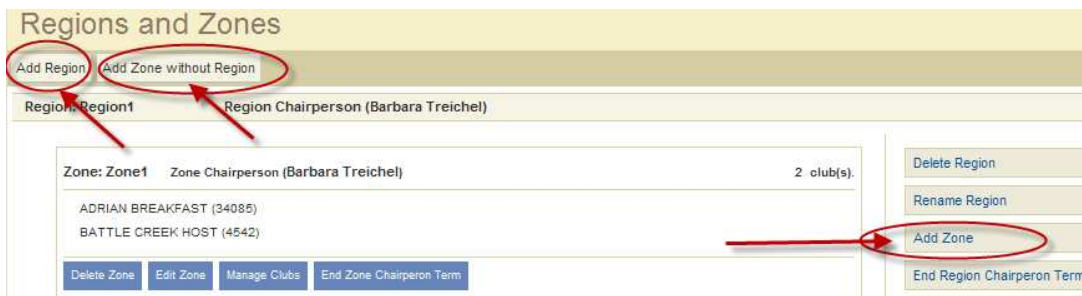 Regions and Zones
Add Region Add Zone without Region
Region: Region1 Region Chairperson (Barbara Treichel)
Zone: Zone1 Zone Chairperson (Barbara Treichel) 2 club(s).
ADRIAN BREAKFAST (34085)
BATTLE CREEK HOST (4542)
Delete Zone Edit Zone Manage Clubs End Zone Chairperon Term
Delete Region
Rename Region
Add Zone
End Region Chairperon Term